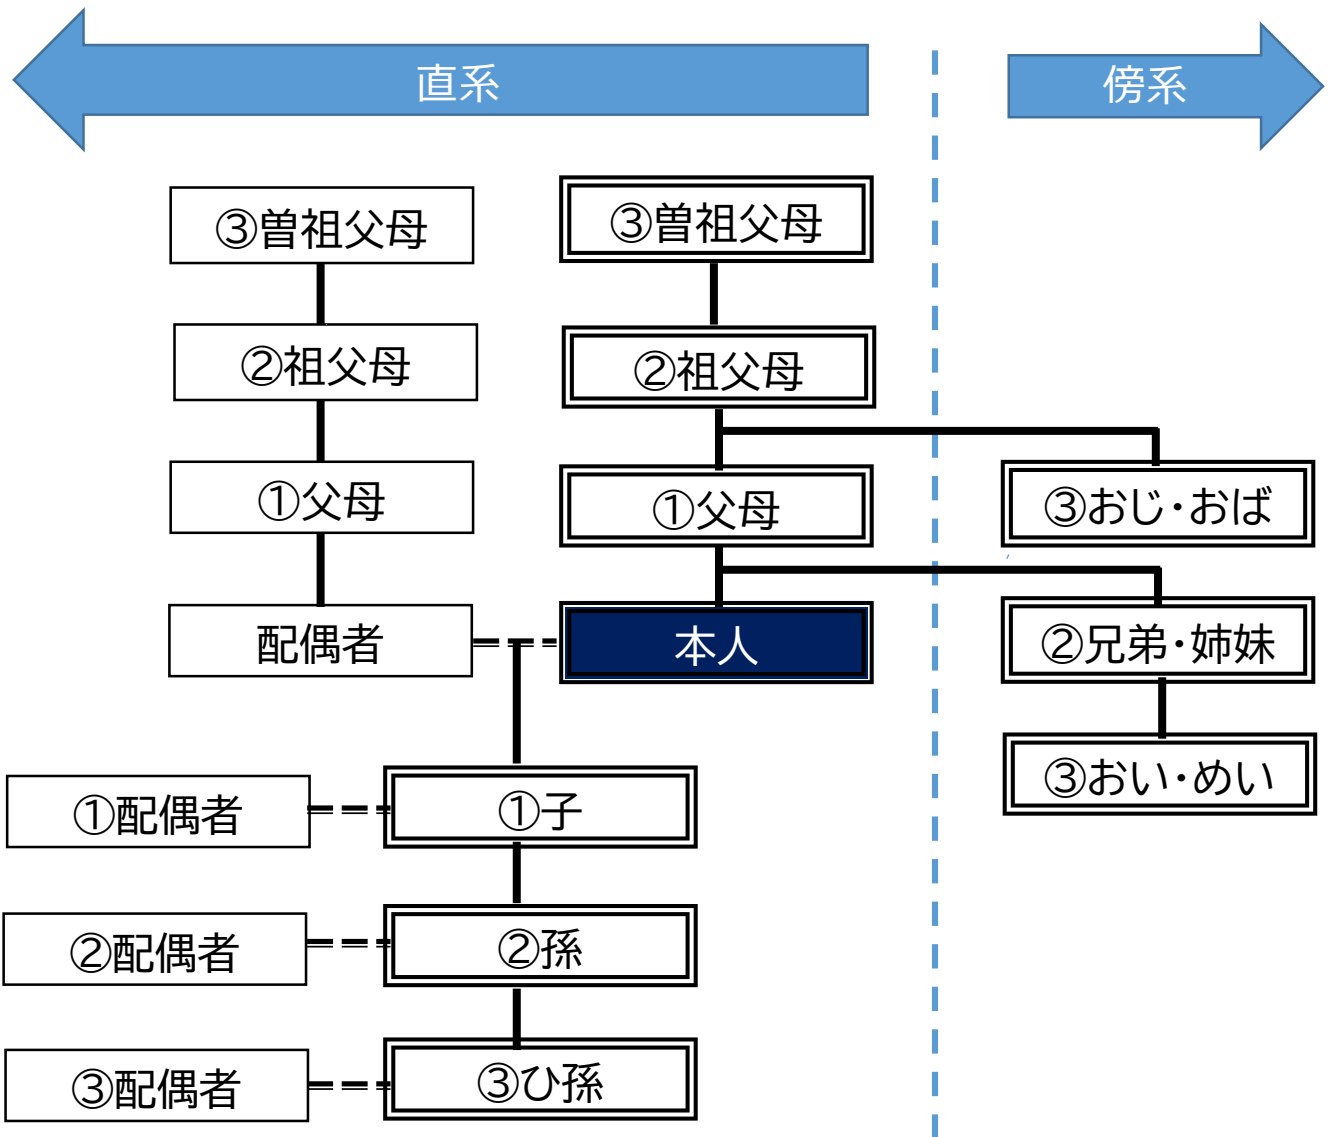 直系
傍系
③曽祖父母
③曽祖父母
②祖父母
②祖父母
①父母
①父母
③おじ・おば
配偶者
本人
②兄弟・姉妹
③おい・めい
①配偶者
①子
②配偶者
②孫
③配偶者
③ひ孫